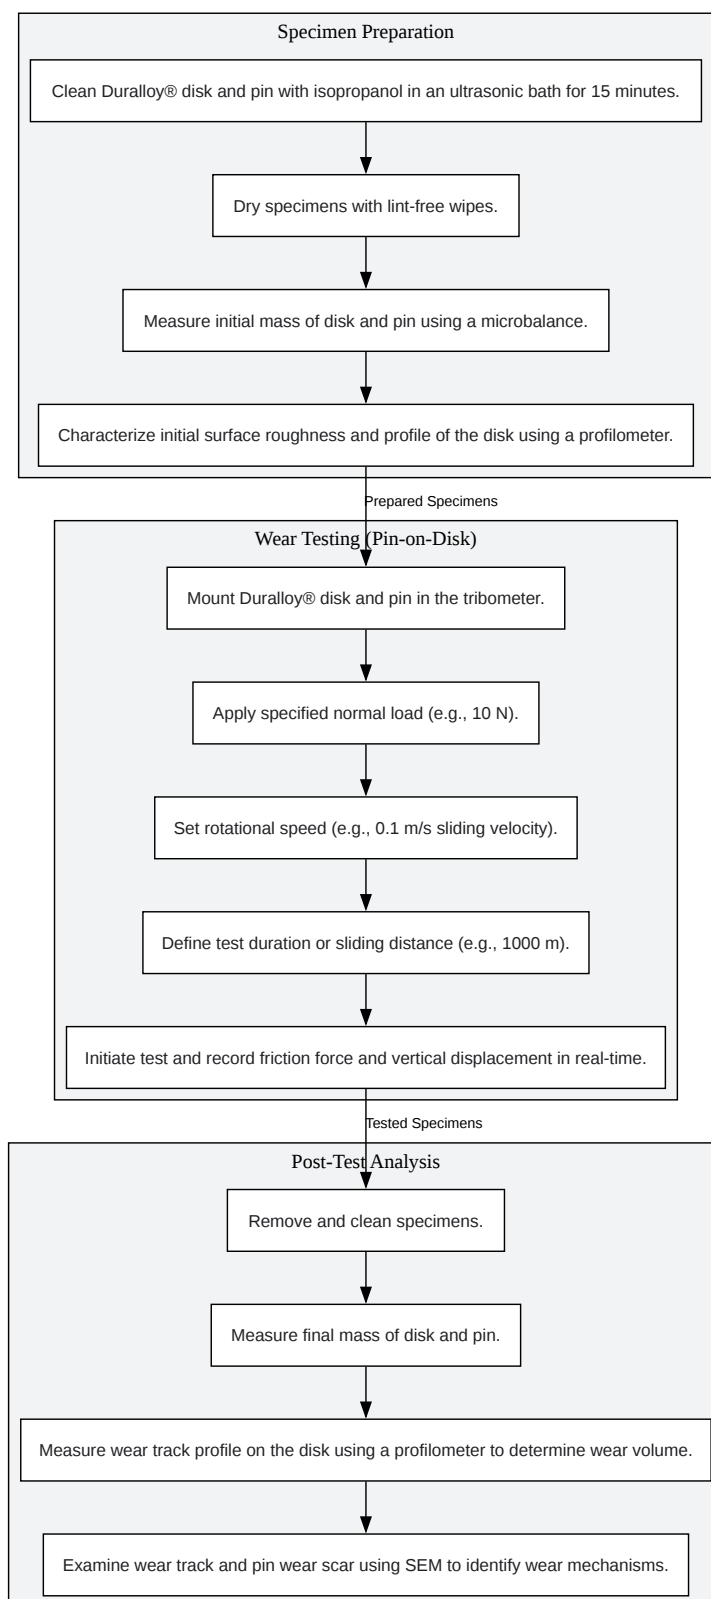 Specimen Preparation
Clean Duralloy® disk and pin with isopropanol in an ultrasonic bath for 15 minutes.
Dry specimens with lint-free wipes.
Measure initial mass of disk and pin using a microbalance.
Characterize initial surface roughness and profile of the disk using a profilometer.
Prepared Specimens
Wear Testing (Pin-on-Disk)
Mount Duralloy® disk and pin in the tribometer.
Apply specified normal load (e.g., 10 N).
Set rotational speed (e.g., 0.1 m/s sliding velocity).
Define test duration or sliding distance (e.g., 1000 m).
Initiate test and record friction force and vertical displacement in real-time.
Tested Specimens
Post-Test Analysis
Remove and clean specimens.
Measure final mass of disk and pin.
Measure wear track profile on the disk using a profilometer to determine wear volume.
Examine wear track and pin wear scar using SEM to identify wear mechanisms.